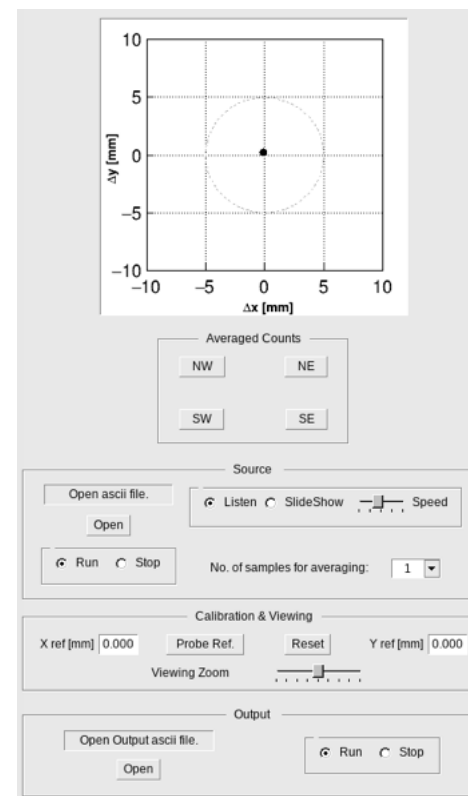 10
5
0
−5
−10
Δy [mm]
−10 −5 0 5 10
Δx [mm]
Averaged Counts
NW NE
SW SE
Source
Open ascii file.
Listen SlideShow Speed
Open
Run Stop
No. of samples for averaging: 1
Calibration & Viewing
X ref [mm] 0.000 Probe Ref. Reset Y ref [mm] 0.000
Viewing Zoom
Output
Open Output ascii file.
Run Stop
Open